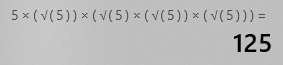 5 × ( √( 5 ) ) × ( √( 5 ) × ( √( 5 ) ) × ( √( 5 ) ) ) =
125